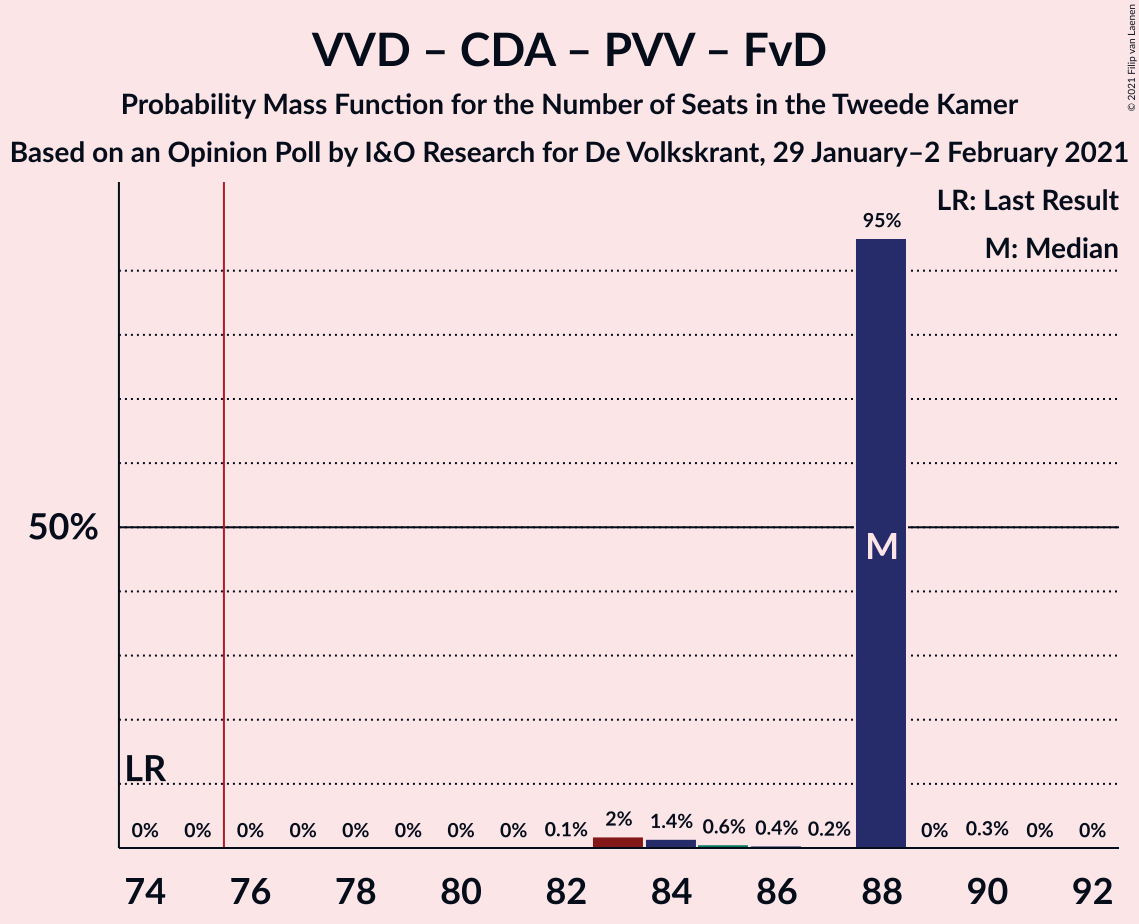 VVD – CDA – PVV – FvD
Probability Mass Function for the Number of Seats in the Tweede Kamer
Based on an Opinion Poll by I&O Research for De Volkskrant, 29 January–2 February 2021
© 2021 Filip van Laenen
LR: Last Result
M: Median
95%
50%
M
LR
0% 0% 0% 0% 0% 0% 0% 0% 0.1% 2% 1.4% 0.6% 0.4% 0.2% 0% 0.3% 0% 0%
74 76 78 80 82 84 86 88 90 92